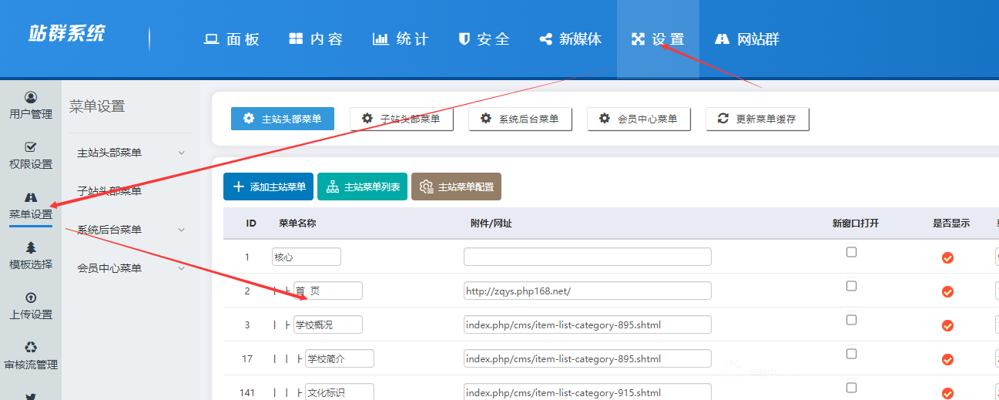 站群系统
面 板 内 容 统 计 安 全 新媒体 设 置 网站群
用户管理
权限设置
菜单设置
模板选择
上传设置
审核流管理
菜单设置
主站头部菜单
子站头部菜单
系统后台菜单
会员中心菜单
主站头部菜单 子站头部菜单 系统后台菜单 会员中心菜单 更新菜单缓存
添加主站菜单 主站菜单列表 主站菜单配置
ID 菜单名称 附件/网址 新窗口打开 是否显示
1 核心
2 首 页 http://zqys.php168.net/
3 学校概况 index.php/cms/item-list-category-895.shtml
17 学校简介 index.php/cms/item-list-category-895.shtml
141 文化标识 index.php/cms/item-list-category-915.shtml